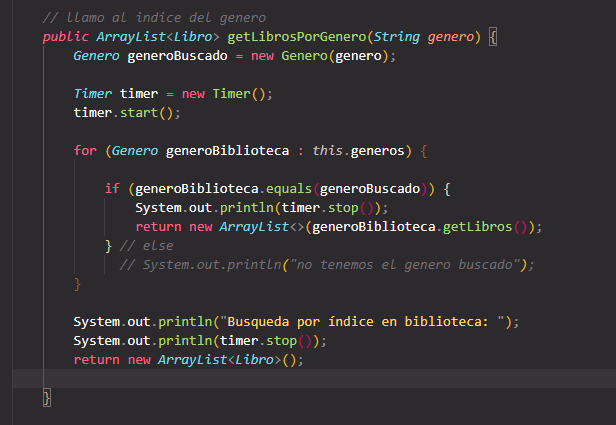 // llamo al indice del genero
public ArrayList<Libro> getLibrosPorGenero(String genero) {
Genero generoBuscado = new Genero(genero);
Timer timer = new Timer();
timer.start();
for (Genero generoBiblioteca : this.generos) {
if (generoBiblioteca.equals(generoBuscado)) {
System.out.println(timer.stop());
return new ArrayList<>(generoBiblioteca.getLibros());
} // else
// System.out.println("no tenemos el genero buscado");
}
System.out.println("Busqueda por índice en biblioteca: ");
System.out.println(timer.stop());
return new ArrayList<Libro>();
}